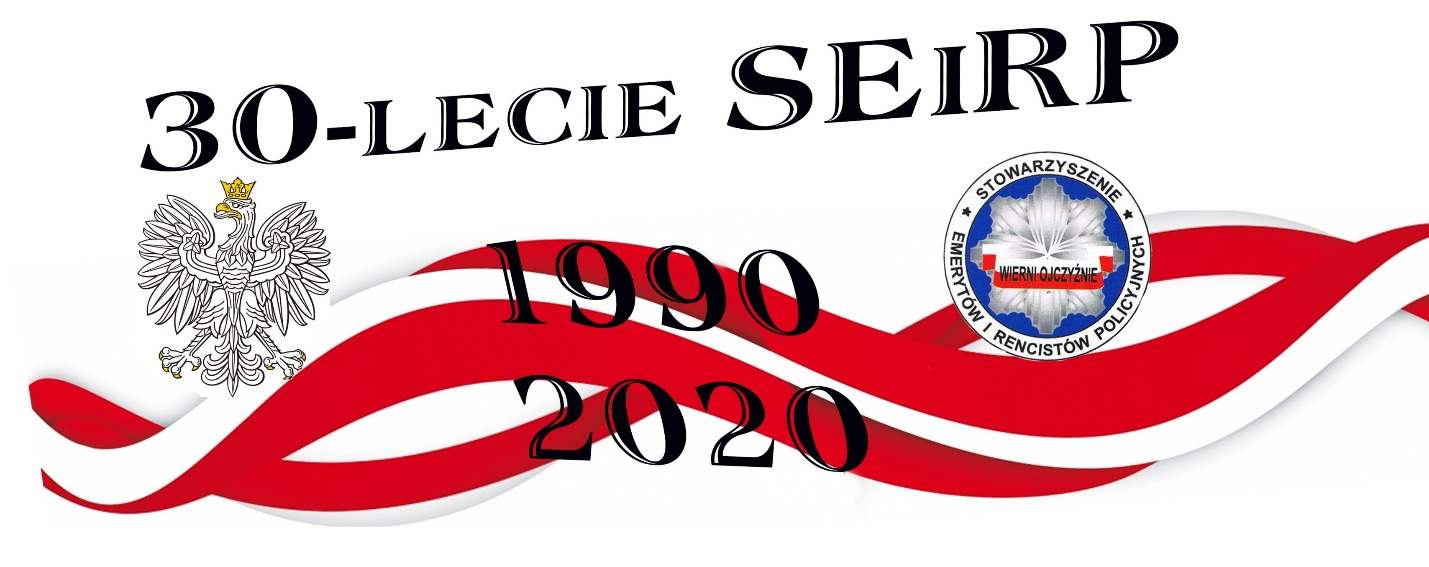 30-LECIE SEiRP
1990
2020
STOWARZYSZENIE
EMERYTÓW I RENCISTÓW POLICYJNYCH
WIERNI OJCZYŹNIE